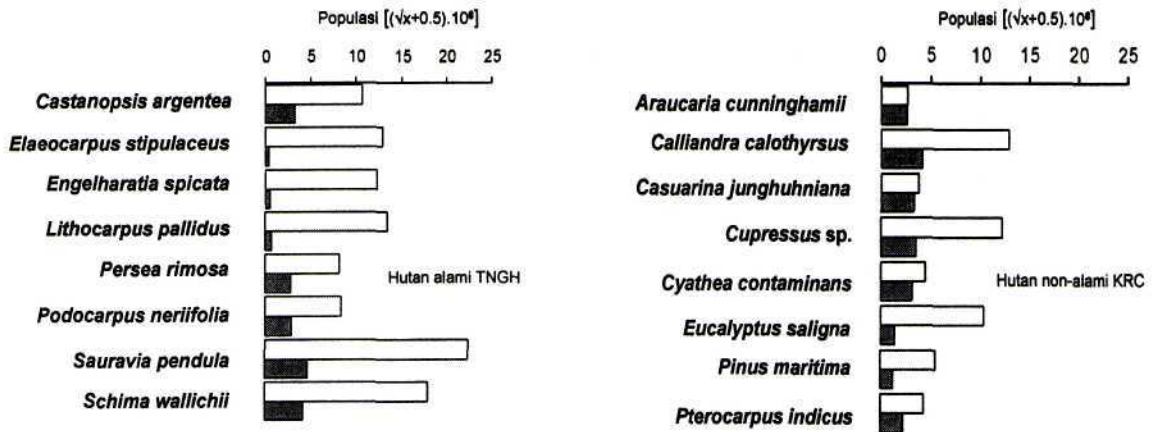 Populasi [(√x+0.5).10⁶]
0 5 10 15 20 25
Castanopsis argentea
Elaeocarpus stipulaceus
Engelharatia spicata
Lithocarpus pallidus
Persea rimosa
Hutan alami TNGH
Podocarpus neriifolia
Sauravia pendula
Schima wallichii
Populasi [(√x+0.5).10⁶]
0 5 10 15 20 25
Araucaria cunninghamii
Calliandra calothyrsus
Casuarina junghuhniana
Cupressus sp.
Cyathea contaminans
Hutan non-alami KRC
Eucalyptus saligna
Pinus maritima
Pterocarpus indicus